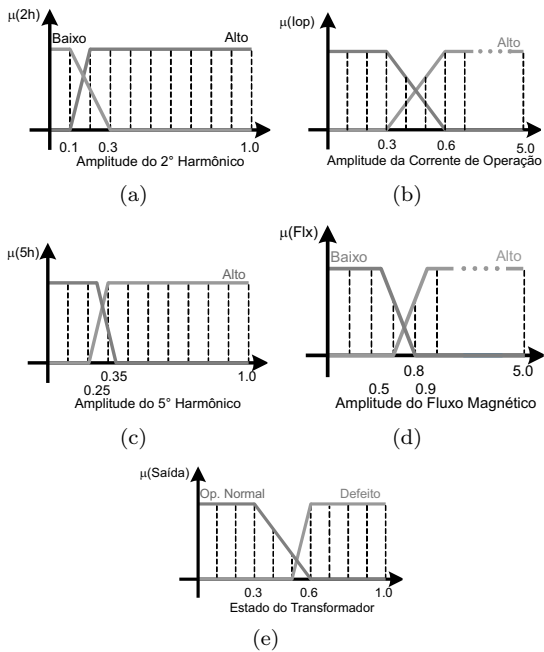 μ(2h)
Baixo Alto
0.1 0.3 1.0
Amplitude do 2° Harmônico
(a)
μ(Iop)
Alto
0.3 0.6 5.0
Amplitude da Corrente de Operação
(b)
μ(5h)
Alto
0.35 1.0
0.25
Amplitude do 5° Harmônico
(c)
μ(Flx)
Baixo Alto
0.8 5.0
0.5 0.9
Amplitude do Fluxo Magnético
(d)
μ(Saída)
Op. Normal Defeito
0.3 0.6 1.0
Estado do Transformador
(e)